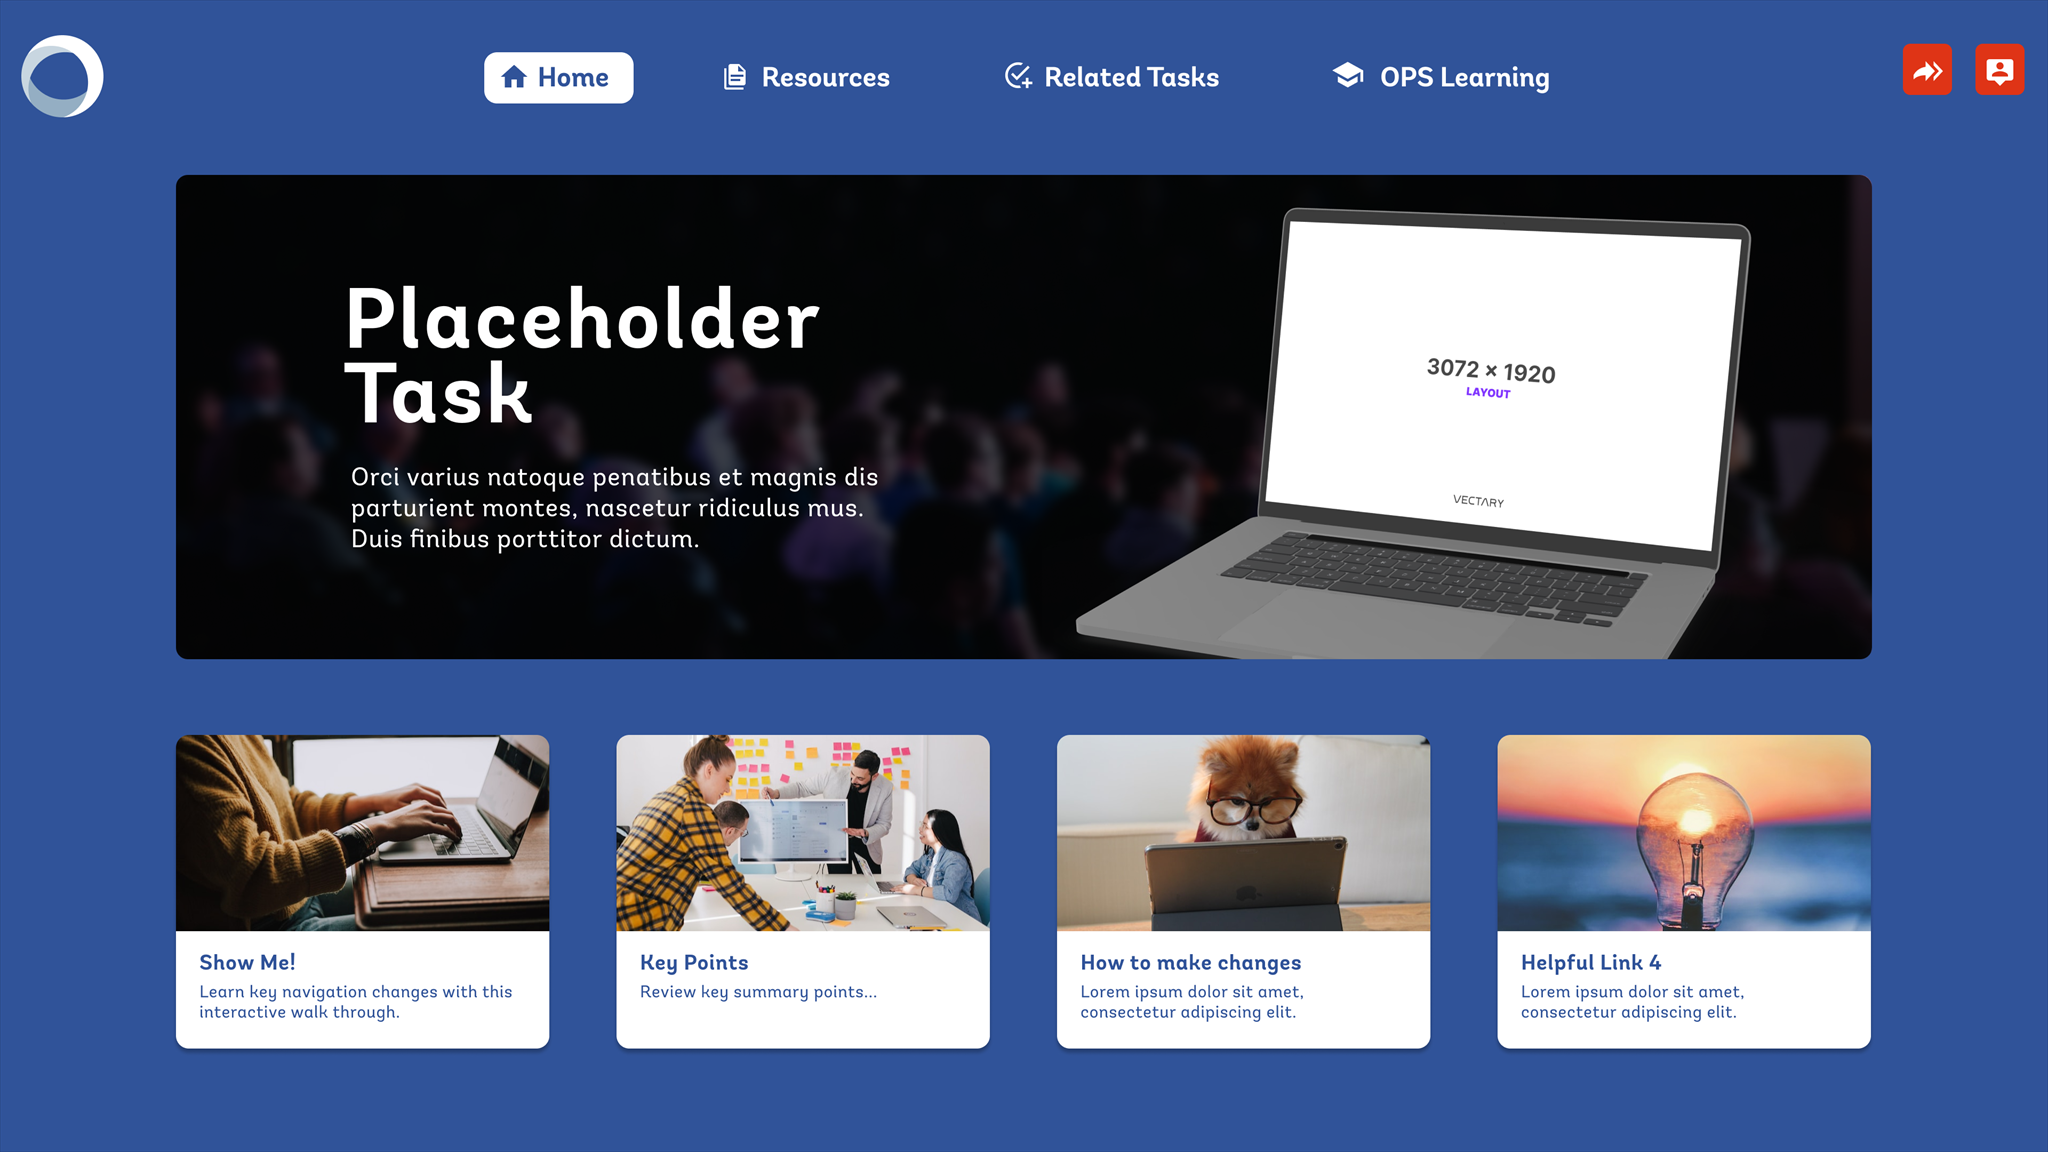 Home
Resources
Related Tasks
OPS Learning
Placeholder
Task
Orci varius natoque penatibus et magnis dis
parturient montes, nascetur ridiculus mus.
Duis finibus porttitor dictum.
3072 × 1920
LAYOUT
VECTARY
Show Me!
Learn key navigation changes with this
interactive walk through.
Key Points
Review key summary points...
How to make changes
Lorem ipsum dolor sit amet,
consectetur adipiscing elit.
Helpful Link 4
Lorem ipsum dolor sit amet,
consectetur adipiscing elit.